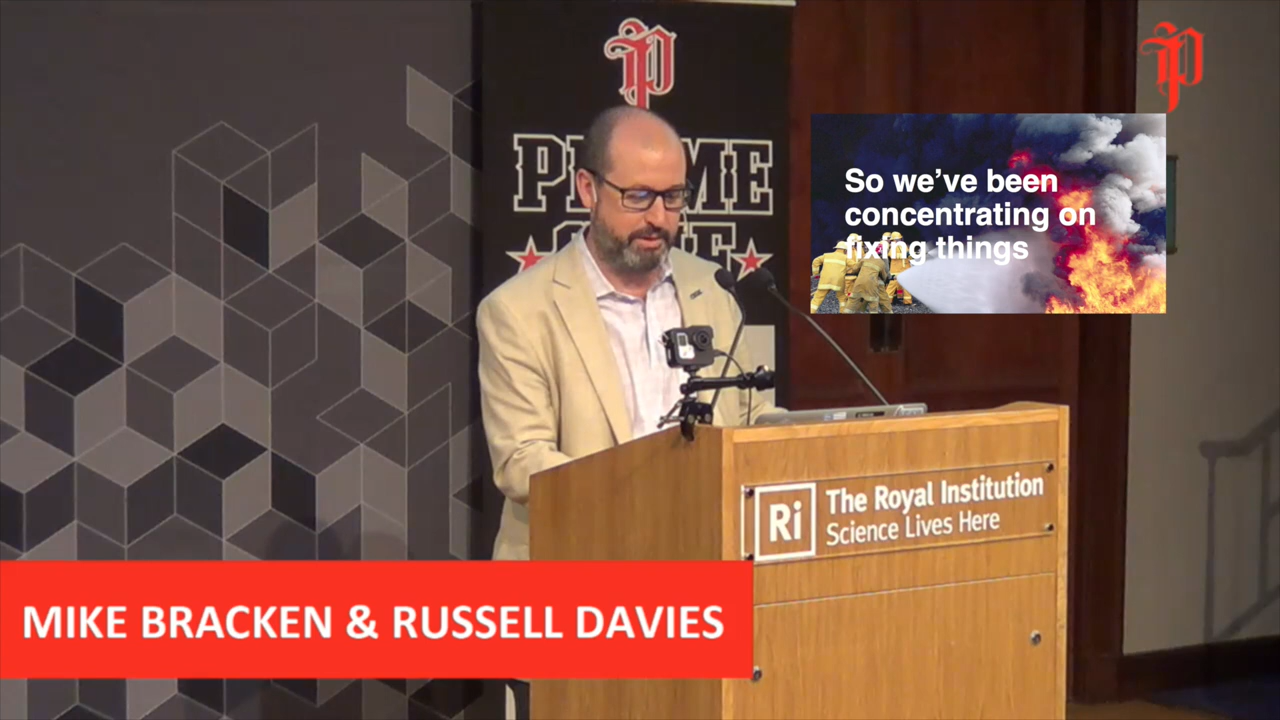 So we've been
concentrating on
fixing things
Ri
The Royal Institution
Science Lives Here
MIKE BRACKEN & RUSSELL DAVIES